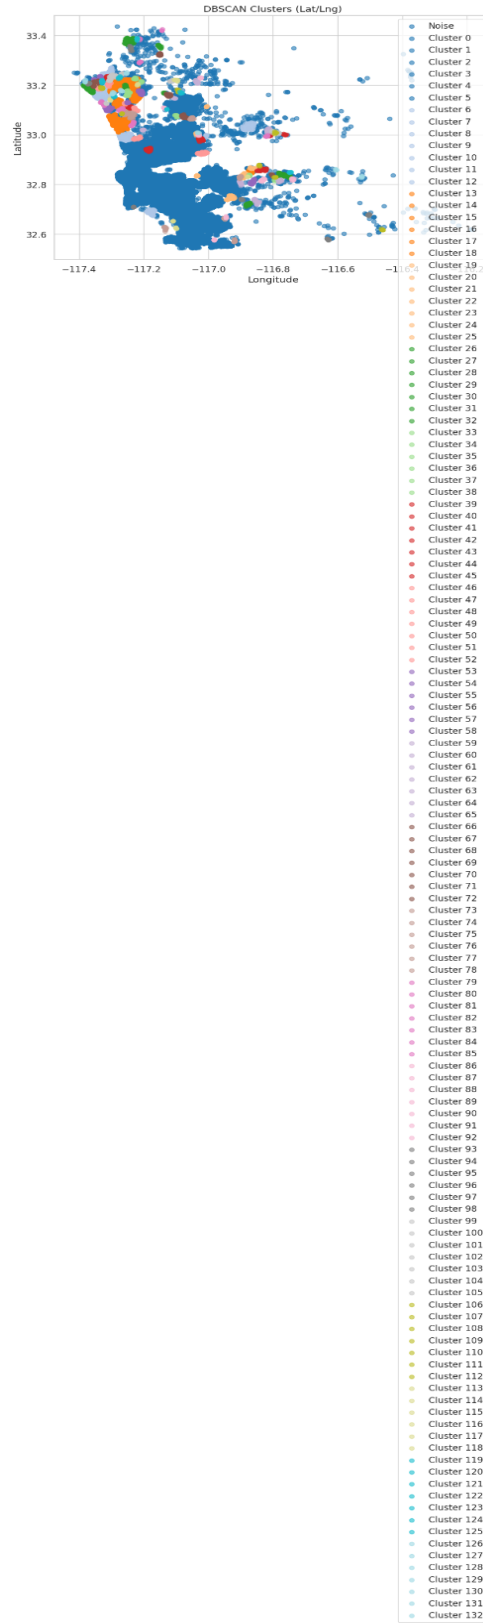 DBSCAN Clusters (Lat/Lng)
33.4
33.2
33.0
32.8
32.6
Latitude
−117.4
−117.2
−117.0
−116.8
−116.6
Longitude
Noise
Cluster 0
Cluster 1
Cluster 2
Cluster 3
Cluster 4
Cluster 5
Cluster 6
Cluster 7
Cluster 8
Cluster 9
Cluster 10
Cluster 11
Cluster 12
Cluster 13
Cluster 14
Cluster 15
Cluster 16
Cluster 17
Cluster 18
Cluster 19
Cluster 20
Cluster 21
Cluster 22
Cluster 23
Cluster 24
Cluster 25
Cluster 26
Cluster 27
Cluster 28
Cluster 29
Cluster 30
Cluster 31
Cluster 32
Cluster 33
Cluster 34
Cluster 35
Cluster 36
Cluster 37
Cluster 38
Cluster 39
Cluster 40
Cluster 41
Cluster 42
Cluster 43
Cluster 44
Cluster 45
Cluster 46
Cluster 47
Cluster 48
Cluster 49
Cluster 50
Cluster 51
Cluster 52
Cluster 53
Cluster 54
Cluster 55
Cluster 56
Cluster 57
Cluster 58
Cluster 59
Cluster 60
Cluster 61
Cluster 62
Cluster 63
Cluster 64
Cluster 65
Cluster 66
Cluster 67
Cluster 68
Cluster 69
Cluster 70
Cluster 71
Cluster 72
Cluster 73
Cluster 74
Cluster 75
Cluster 76
Cluster 77
Cluster 78
Cluster 79
Cluster 80
Cluster 81
Cluster 82
Cluster 83
Cluster 84
Cluster 85
Cluster 86
Cluster 87
Cluster 88
Cluster 89
Cluster 90
Cluster 91
Cluster 92
Cluster 93
Cluster 94
Cluster 95
Cluster 96
Cluster 97
Cluster 98
Cluster 99
Cluster 100
Cluster 101
Cluster 102
Cluster 103
Cluster 104
Cluster 105
Cluster 106
Cluster 107
Cluster 108
Cluster 109
Cluster 110
Cluster 111
Cluster 112
Cluster 113
Cluster 114
Cluster 115
Cluster 116
Cluster 117
Cluster 118
Cluster 119
Cluster 120
Cluster 121
Cluster 122
Cluster 123
Cluster 124
Cluster 125
Cluster 126
Cluster 127
Cluster 128
Cluster 129
Cluster 130
Cluster 131
Cluster 132